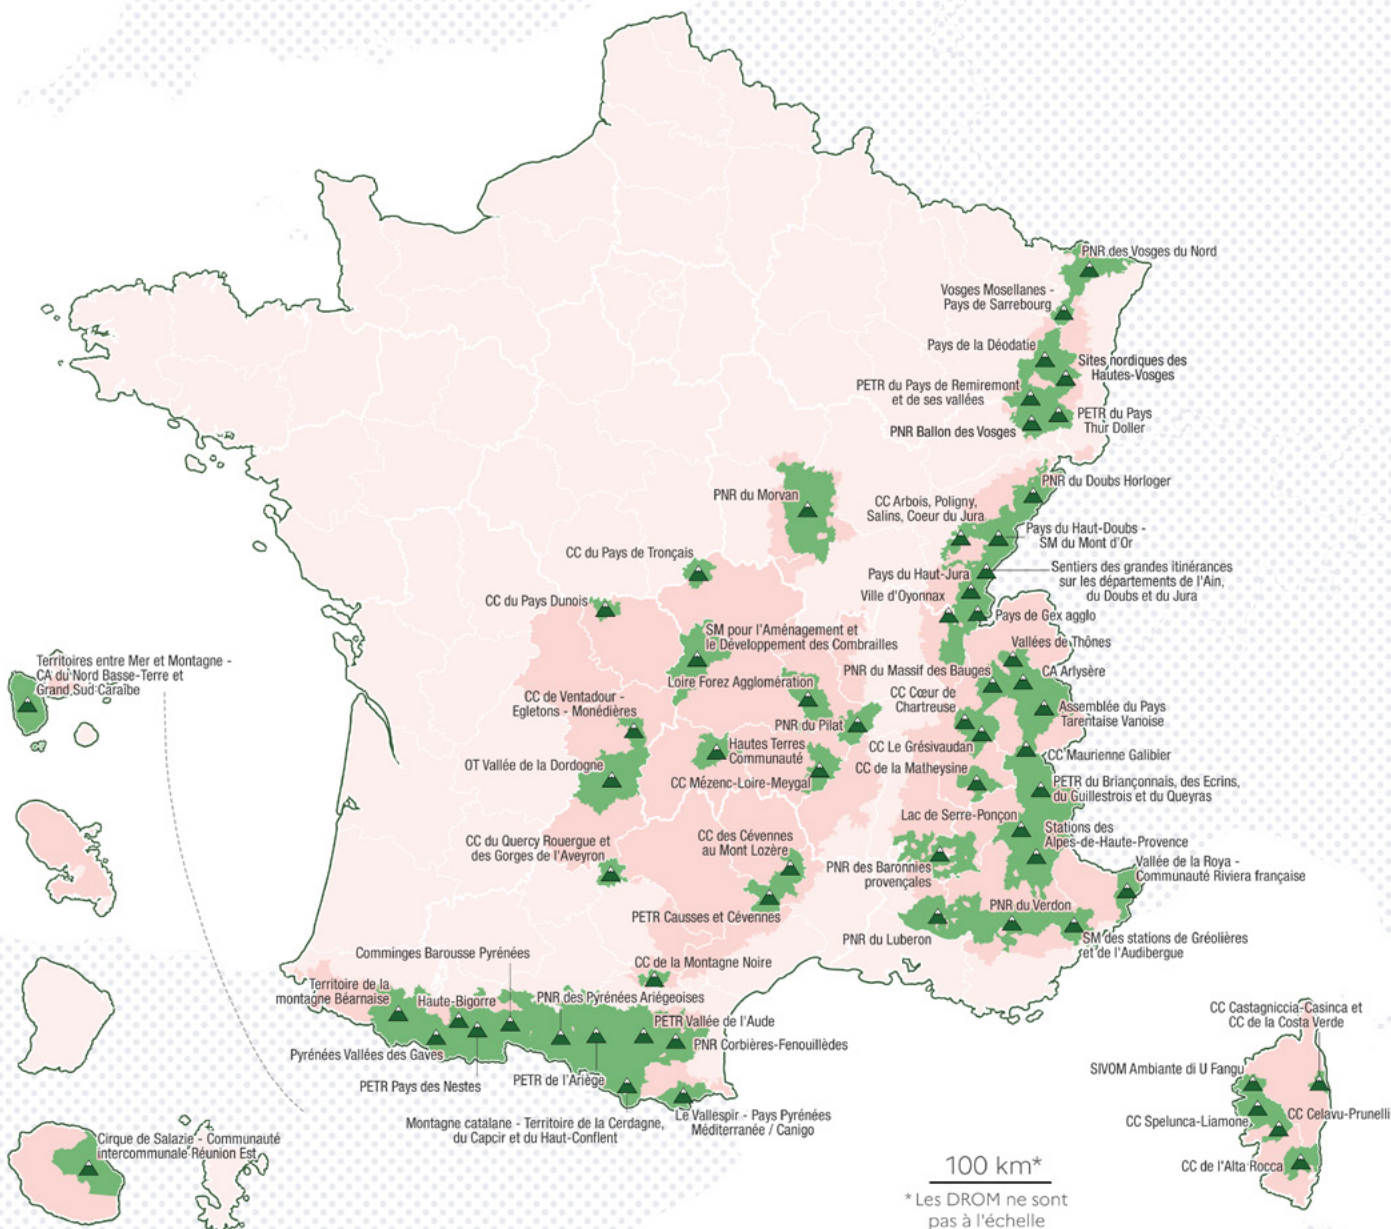 PNR des Vosges du Nord
Vosges Mosellanes -
Pays de Sarrebourg
Pays de la Déodatie
Sites nordiques des
Hautes-Vosges
PETR du Pays de Remiremont
et de ses vallées
PETR du Pays
Thur Doller
PNR Ballon des Vosges
PNR du Morvan
PNR du Doubs Horloger
CC Arbois, Poligny,
Salins, Coeur du Jura
Pays du Haut-Doubs -
SM du Mont d'Or
CC du Pays de Tronçais
Pays du Haut-Jura
Sentiers des grandes itinérances
sur les départements de l'Ain,
du Doubs et du Jura
CC du Pays Dunois
Ville d'Oyonnax
Pays de Gex agglo
SM pour l'Aménagement et
le Développement des Combrailles
Vallées de Thônes
Territoires entre Mer et Montagne -
CA du Nord Basse-Terre et
Grand Sud Caraïbe
PNR du Massif des Bauges
CA Arlysère
Loire Forez Agglomération
CC de Ventadour -
Egletons - Monédières
CC Cœur de
Chartreuse
Assemblée du Pays
Tarentaise Vanoise
PNR du Pilat
CC Le Grésivaudan
CC Maurienne Galibier
Hautes Terres
Communauté
OT Vallée de la Dordogne
CC Mézenc-Loire-Meygal
CC de la Matheysine
PETR du Briançonnais, des Ecrins,
du Guillestrois et du Queyras
Lac de Serre-Ponçon
Stations des
Alpes-de-Haute-Provence
CC du Quercy Rouergue et
des Gorges de l'Aveyron
CC des Cévennes
au Mont Lozère
PNR des Baronnies
provençales
Vallée de la Roya -
Communauté Riviera française
PETR Causses et Cévennes
PNR du Verdon
PNR du Luberon
SM des stations de Gréolières
et de l'Audibergue
Comminges Barousse Pyrénées
CC de la Montagne Noire
Territoire de la
montagne Béarnaise
Haute-Bigorre
PNR des Pyrénées Ariégeoises
PETR Vallée de l'Aude
PNR Corbières-Fenouillèdes
Pyrénées Vallées des Gaves
PETR Pays des Nestes
PETR de l'Ariège
Montagne catalane - Territoire de la Cerdagne,
du Capcir et du Haut-Conflent
Le Vallespir - Pays Pyrénées
Méditerranée / Canigo
CC Castagniccia-Casinca et
CC de la Costa Verde
SIVOM Ambiante di U Fangu
CC Spelunca-Liamone
CC Celavu-Prunelli
CC de l'Alta Rocca
Cirque de Salazie - Communauté
intercommunale Réunion Est
100 km*
* Les DROM ne sont
pas à l'échelle